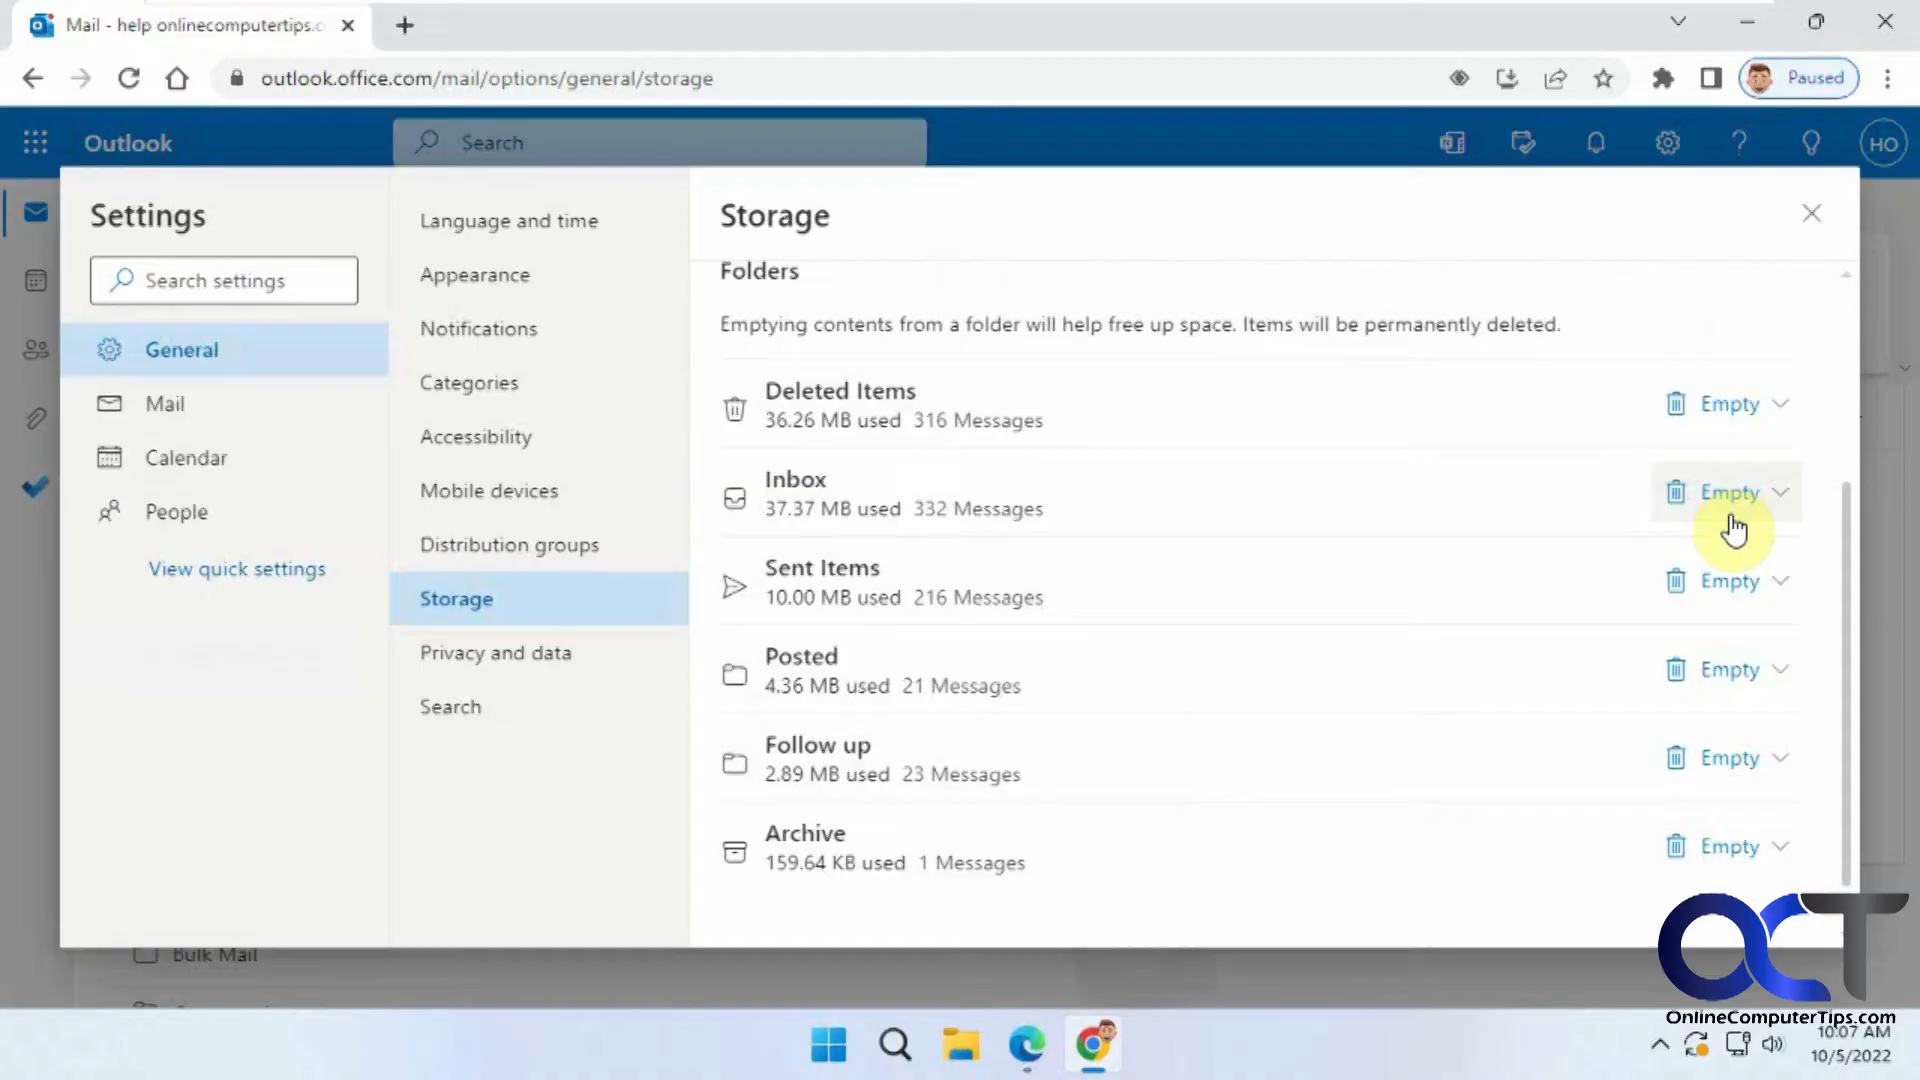 Mail - help onlinecomputertips.c
outlook.office.com/mail/options/general/storage
Paused
Outlook
Search
HO
Settings
Search settings
General
Mail
Calendar
People
View quick settings
Language and time
Appearance
Notifications
Categories
Accessibility
Mobile devices
Distribution groups
Storage
Privacy and data
Search
Storage
Folders
Emptying contents from a folder will help free up space. Items will be permanently deleted.
Deleted Items
36.26 MB used 316 Messages
Empty
Inbox
37.37 MB used 332 Messages
Empty
Sent Items
10.00 MB used 216 Messages
Empty
Posted
4.36 MB used 21 Messages
Empty
Follow up
2.89 MB used 23 Messages
Empty
Archive
159.64 KB used 1 Messages
Empty
Bulk Mail
OCT
OnlineComputerTips.com
10:07 AM
10/5/2022